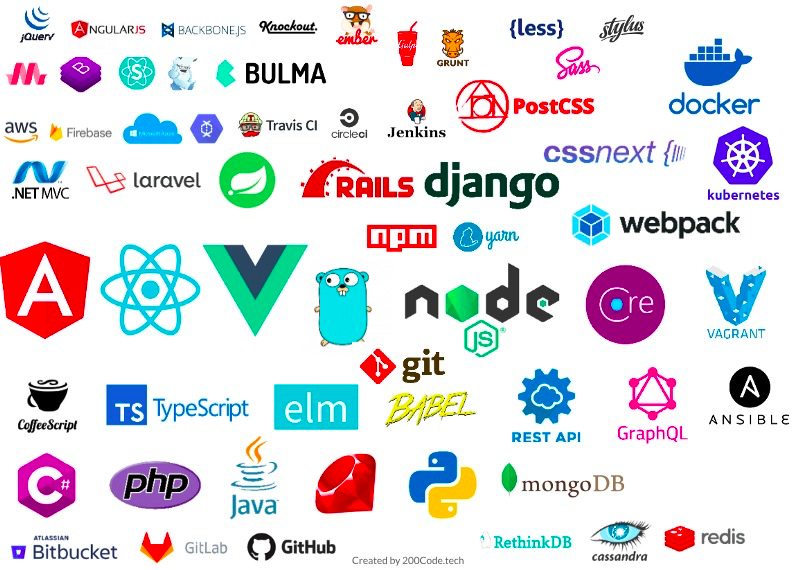 jQuery
ANGULARJS
BACKBONE.JS
Knockout.
ember
Gulp
GRUNT
{less}
stylus
Sass
docker
S
BULMA
PostCSS
aws
Firebase
Microsoft Azure
Travis CI
circleci
Jenkins
cssnext {
kubernetes
.NET MVC
laravel
RAILS
django
webpack
npm
yarn
A
node
JS
®
Core
VAGRANT
git
CoffeeScript
TS TypeScript
elm
BABEL
REST API
GraphQL
A
ANSIBLE
C#
php
Java
mongoDB
ATLASSIAN
Bitbucket
GitLab
GitHub
RethinkDB
cassandra
redis
Created by 200Code.tech